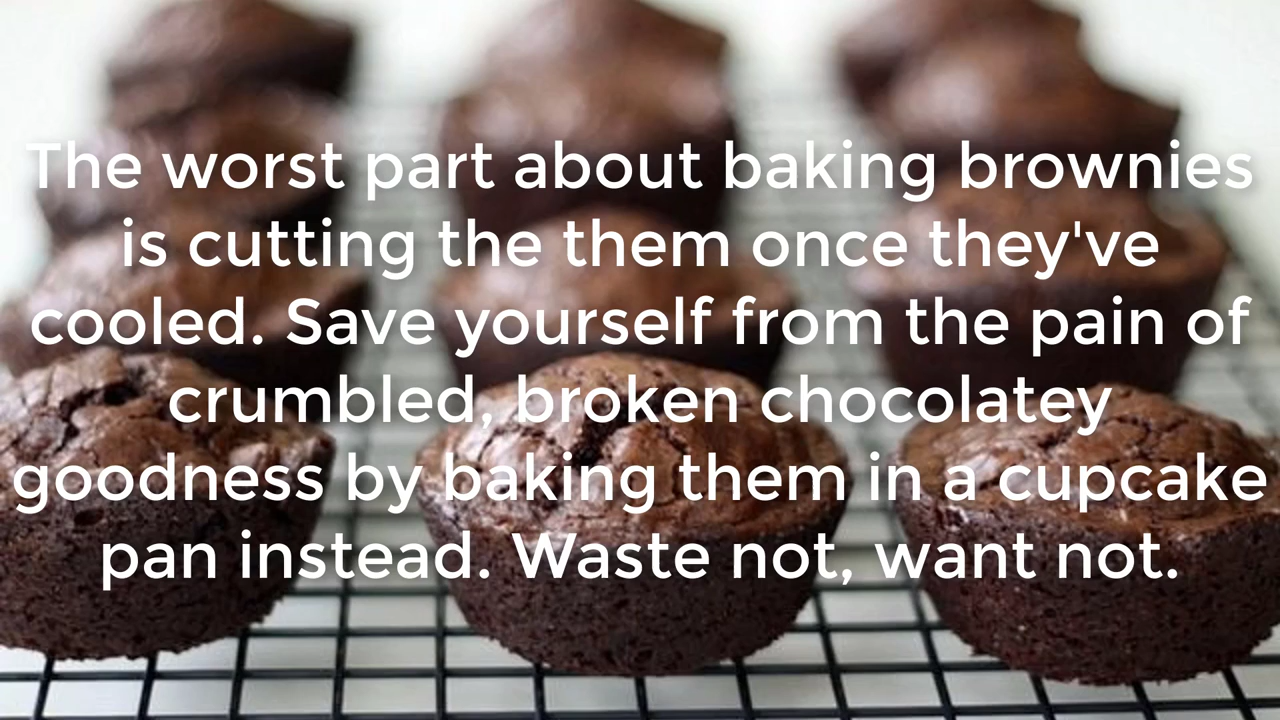 The worst part about baking brownies
is cutting the them once they've
cooled. Save yourself from the pain of
crumbled, broken chocolatey
goodness by baking them in a cupcake
pan instead. Waste not, want not.